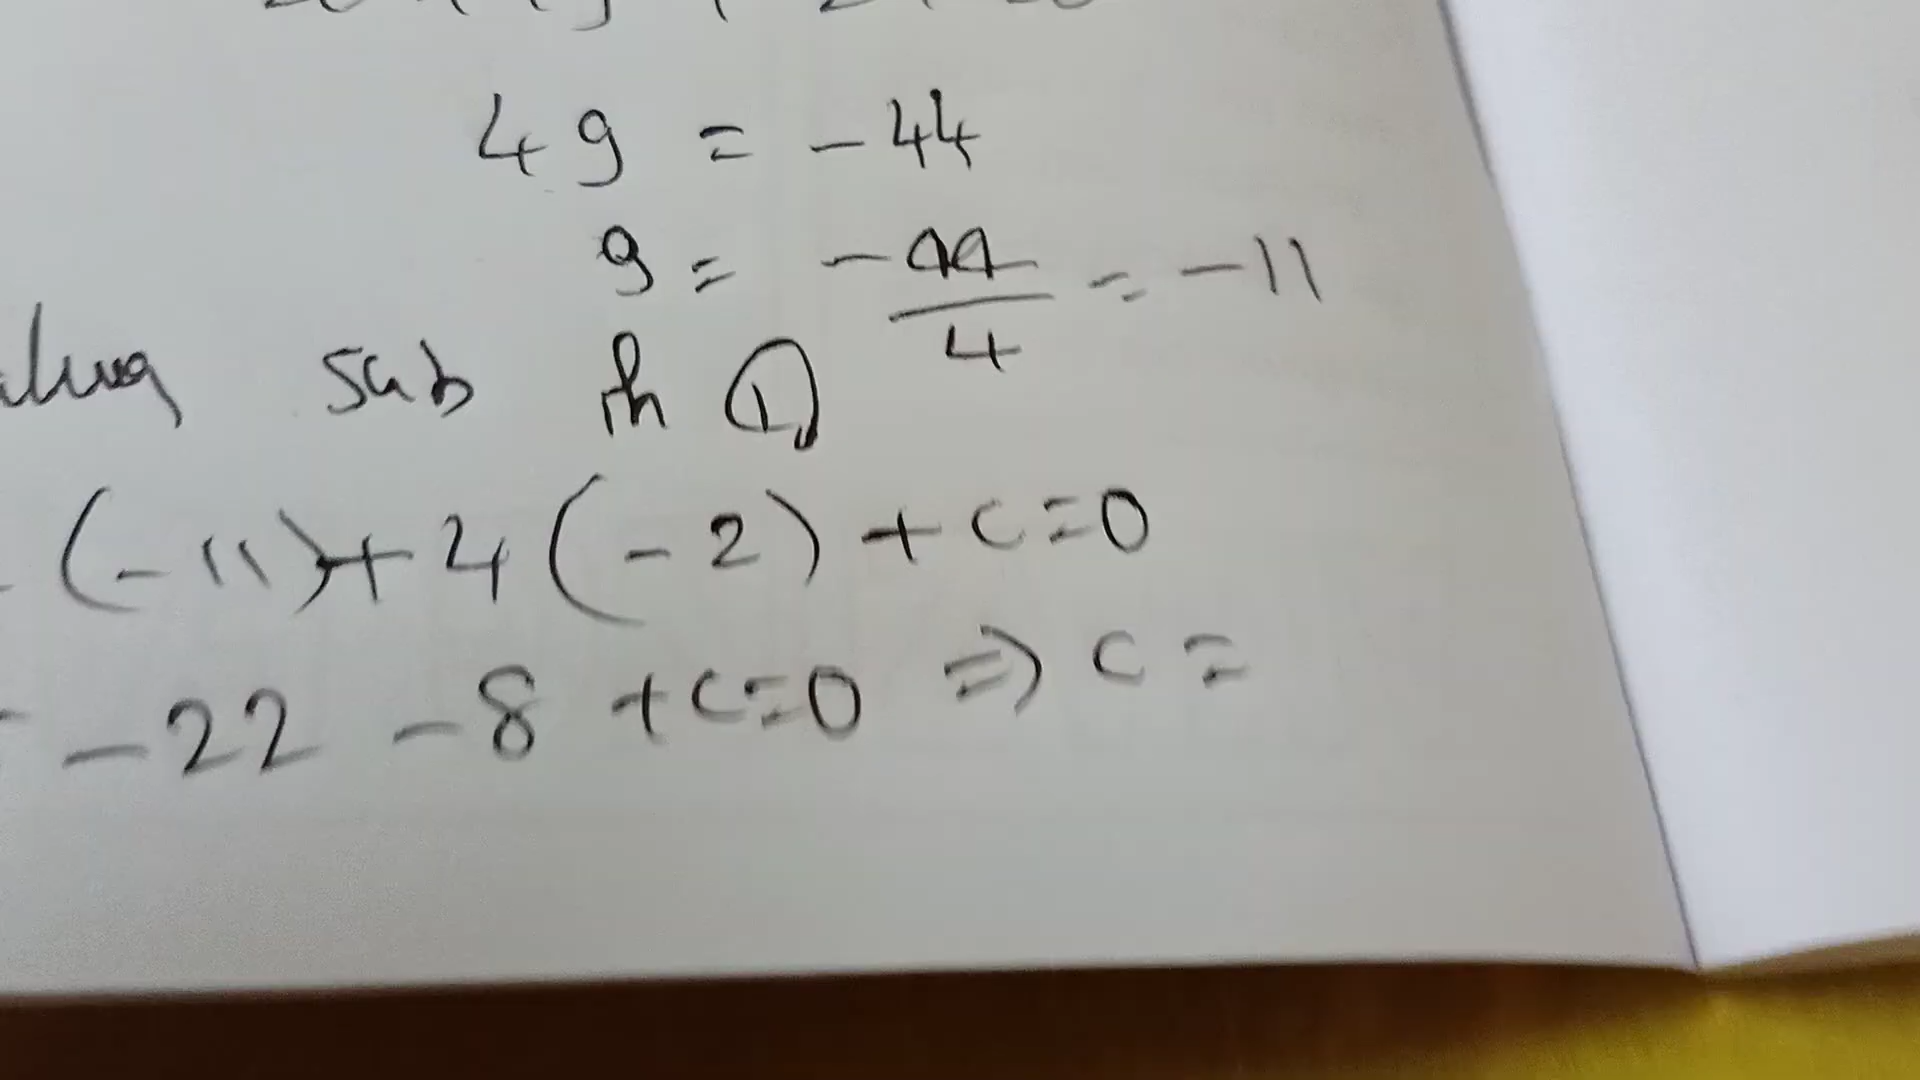 4g = -44
g = -44/4 = -11
sub in ①
(-11)+4(-2)+c=0
-22 -8 +c=0 ⇒ c =